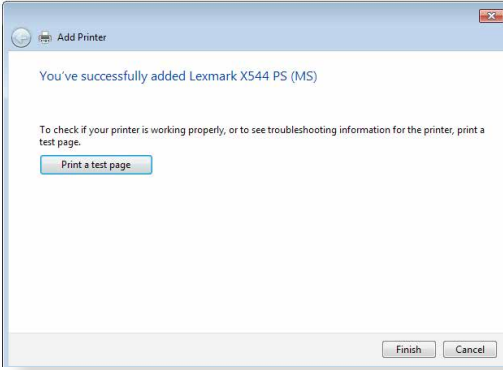 Add Printer
You've successfully added Lexmark X544 PS (MS)
To check if your printer is working properly, or to see troubleshooting information for the printer, print a
test page.
Print a test page
Finish Cancel